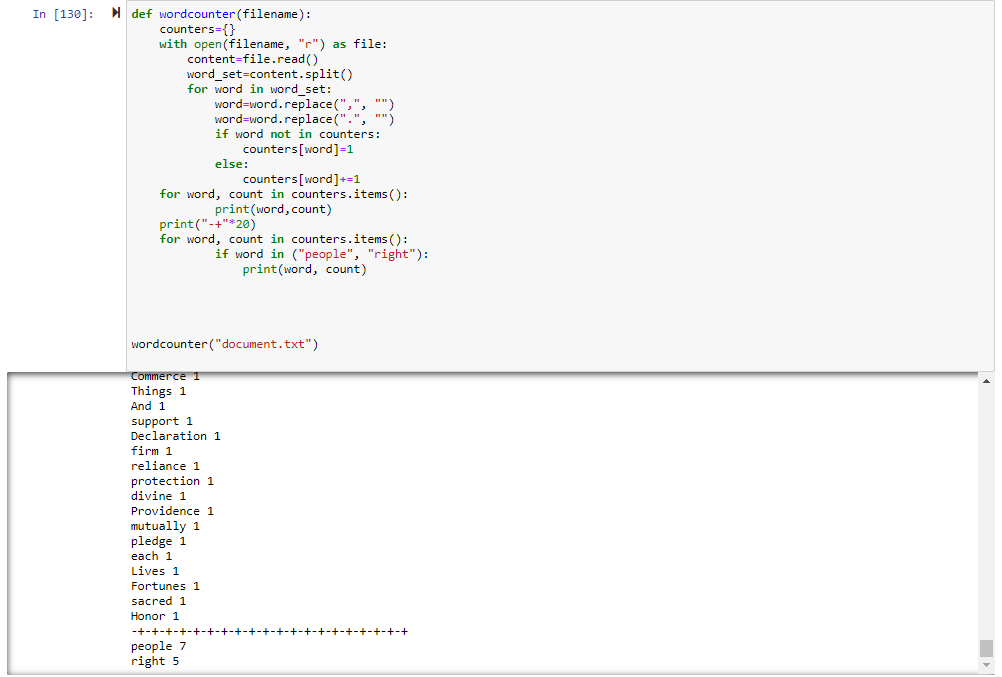 In [130]:
def wordcounter(filename):
    counters={}
    with open(filename, "r") as file:
        content=file.read()
        word_set=content.split()
        for word in word_set:
            word=word.replace(",", "")
            word=word.replace(".", "")
            if word not in counters:
                counters[word]=1
            else:
                counters[word]+=1
    for word, count in counters.items():
            print(word,count)
    print("-+"*20)
    for word, count in counters.items():
            if word in ("people", "right"):
                print(word, count)
wordcounter("document.txt")
Commerce 1
Things 1
And 1
support 1
Declaration 1
firm 1
reliance 1
protection 1
divine 1
Providence 1
mutually 1
pledge 1
each 1
Lives 1
Fortunes 1
sacred 1
Honor 1
-+-+-+-+-+-+-+-+-+-+-+-+-+-+-+-+-+-+-+-+
people 7
right 5